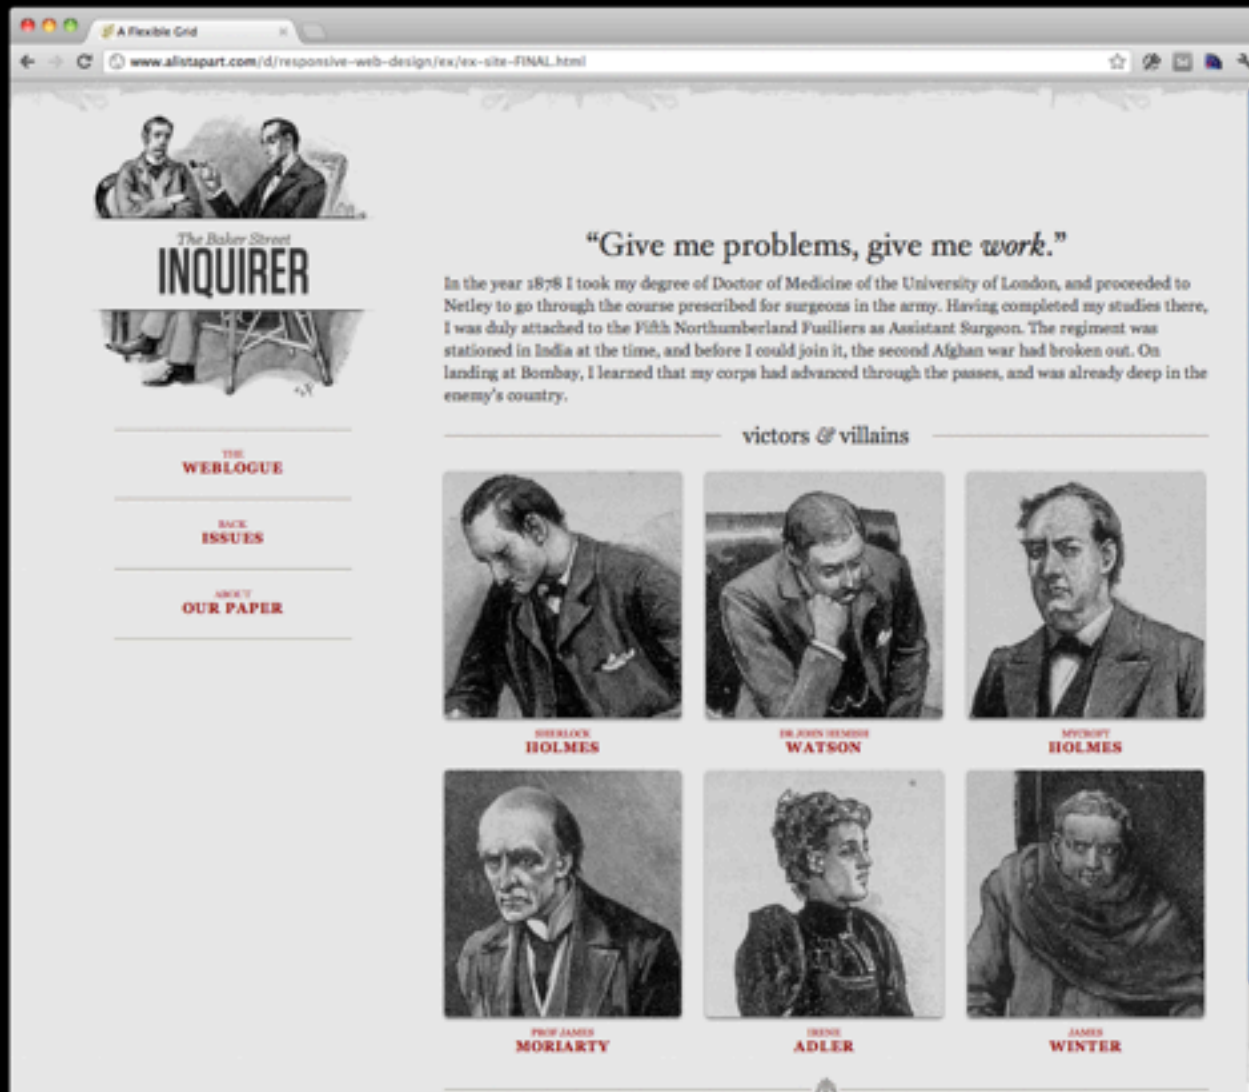 A Flexible Grid
www.alistapart.com/d/responsive-web-design/ex/ex-site-FINAL.html
The Baker Street
INQUIRER
THE
WEBLOGUE
BACK
ISSUES
ABOUT
OUR PAPER
“Give me problems, give me work.”
In the year 1878 I took my degree of Doctor of Medicine of the University of London, and proceeded to
Netley to go through the course prescribed for surgeons in the army. Having completed my studies there,
I was duly attached to the Fifth Northumberland Fusiliers as Assistant Surgeon. The regiment was
stationed in India at the time, and before I could join it, the second Afghan war had broken out. On
landing at Bombay, I learned that my corps had advanced through the passes, and was already deep in the
enemy’s country.
victors & villains
SHERLOCK
HOLMES
DR. JOHN HEMISH
WATSON
MYCROFT
HOLMES
PROF JAMES
MORIARTY
IRENE
ADLER
JAMES
WINTER